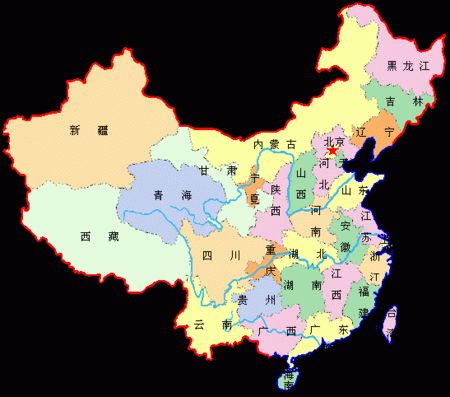 黑龙江
吉林
辽宁
新疆
内蒙古
北京
天
甘肃
宁夏
河北
山西
山东
青海
陕西
河南
江苏
西藏
安徽
四川
重庆
湖北
浙江
湖南
江西
贵州
福建
云南
广西
广东
台湾
海南